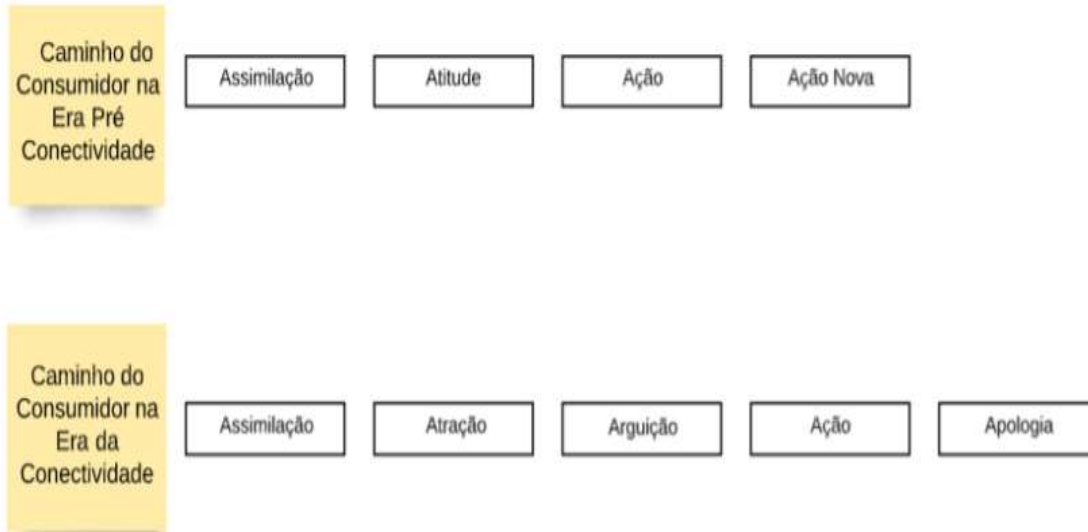 Caminho do
Consumidor na
Era Pré
Conectividade
Assimilação
Atitude
Ação
Ação Nova
Caminho do
Consumidor na
Era da
Conectividade
Assimilação
Atração
Arguição
Ação
Apologia